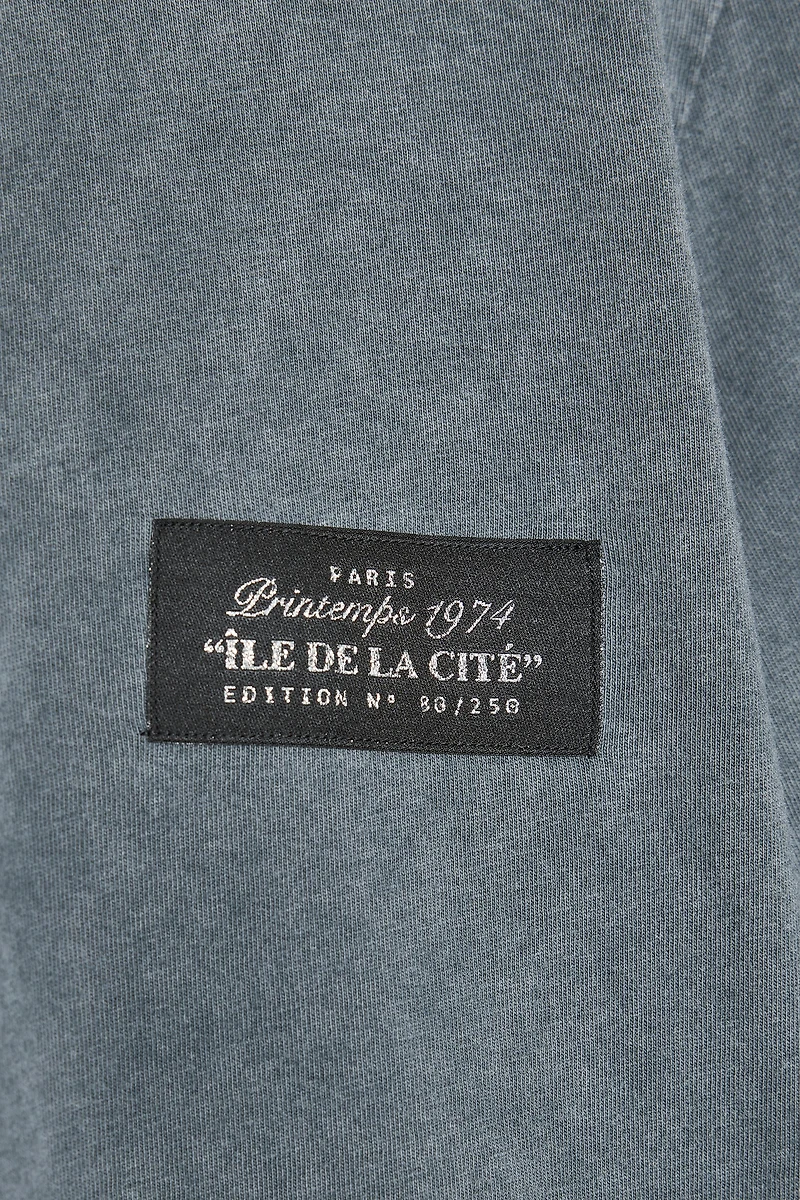 PARIS
Printemps 1974
“ÎLE DE LA CITÉ”
EDITION Nº 80/250